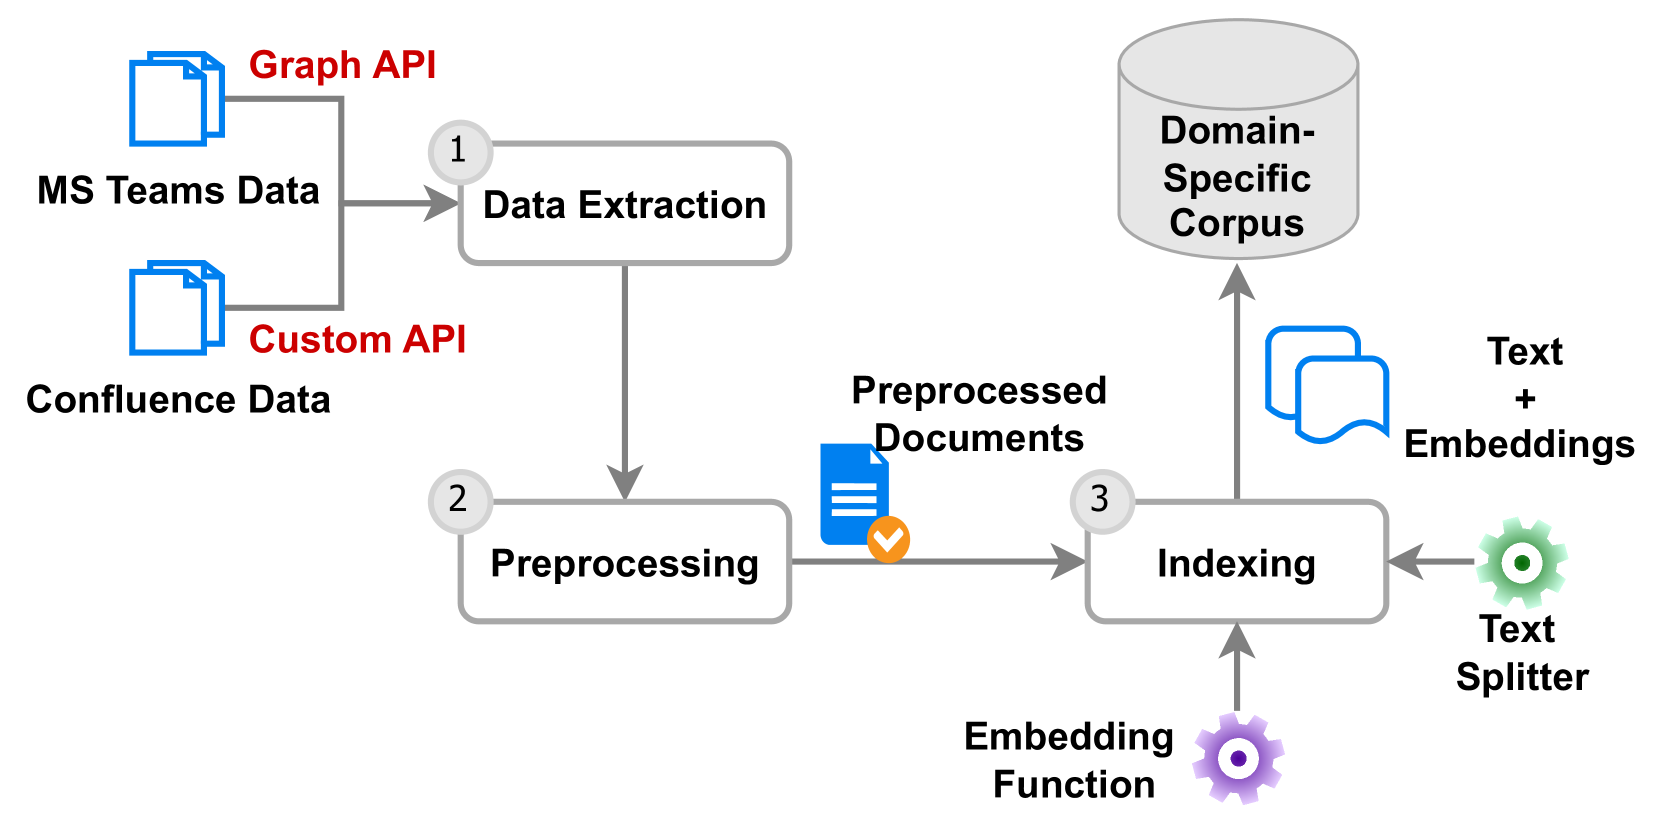 Graph API
MS Teams Data
Custom API
Confluence Data
1
Data Extraction
2
Preprocessing
Preprocessed
Documents
3
Indexing
Domain-
Specific
Corpus
Text
+
Embeddings
Text
Splitter
Embedding
Function